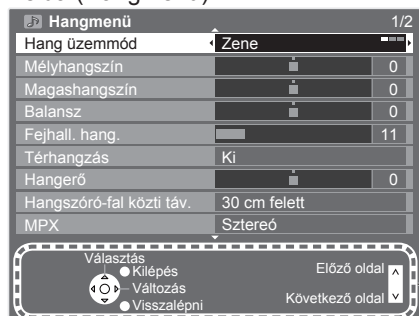 Hangmenü 1/2
Hang üzemmód Zene
Mélyhangszín 0
Magashangszín 0
Balansz 0
Fejhall. hang. 11
Térhangzás Ki
Hangerő 0
Hangszóró-fal közti táv. 30 cm felett
MPX Sztereó
Választás
Kilépés
Változás
Visszalépni
Előző oldal
Következő oldal